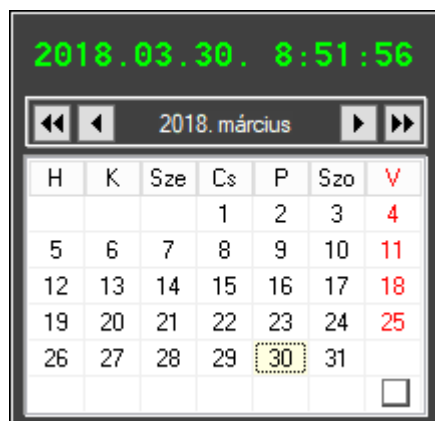 2018.03.30. 8:51:56
2018. március
H K Sze Cs P Szo V
1 2 3 4
5 6 7 8 9 10 11
12 13 14 15 16 17 18
19 20 21 22 23 24 25
26 27 28 29 30 31